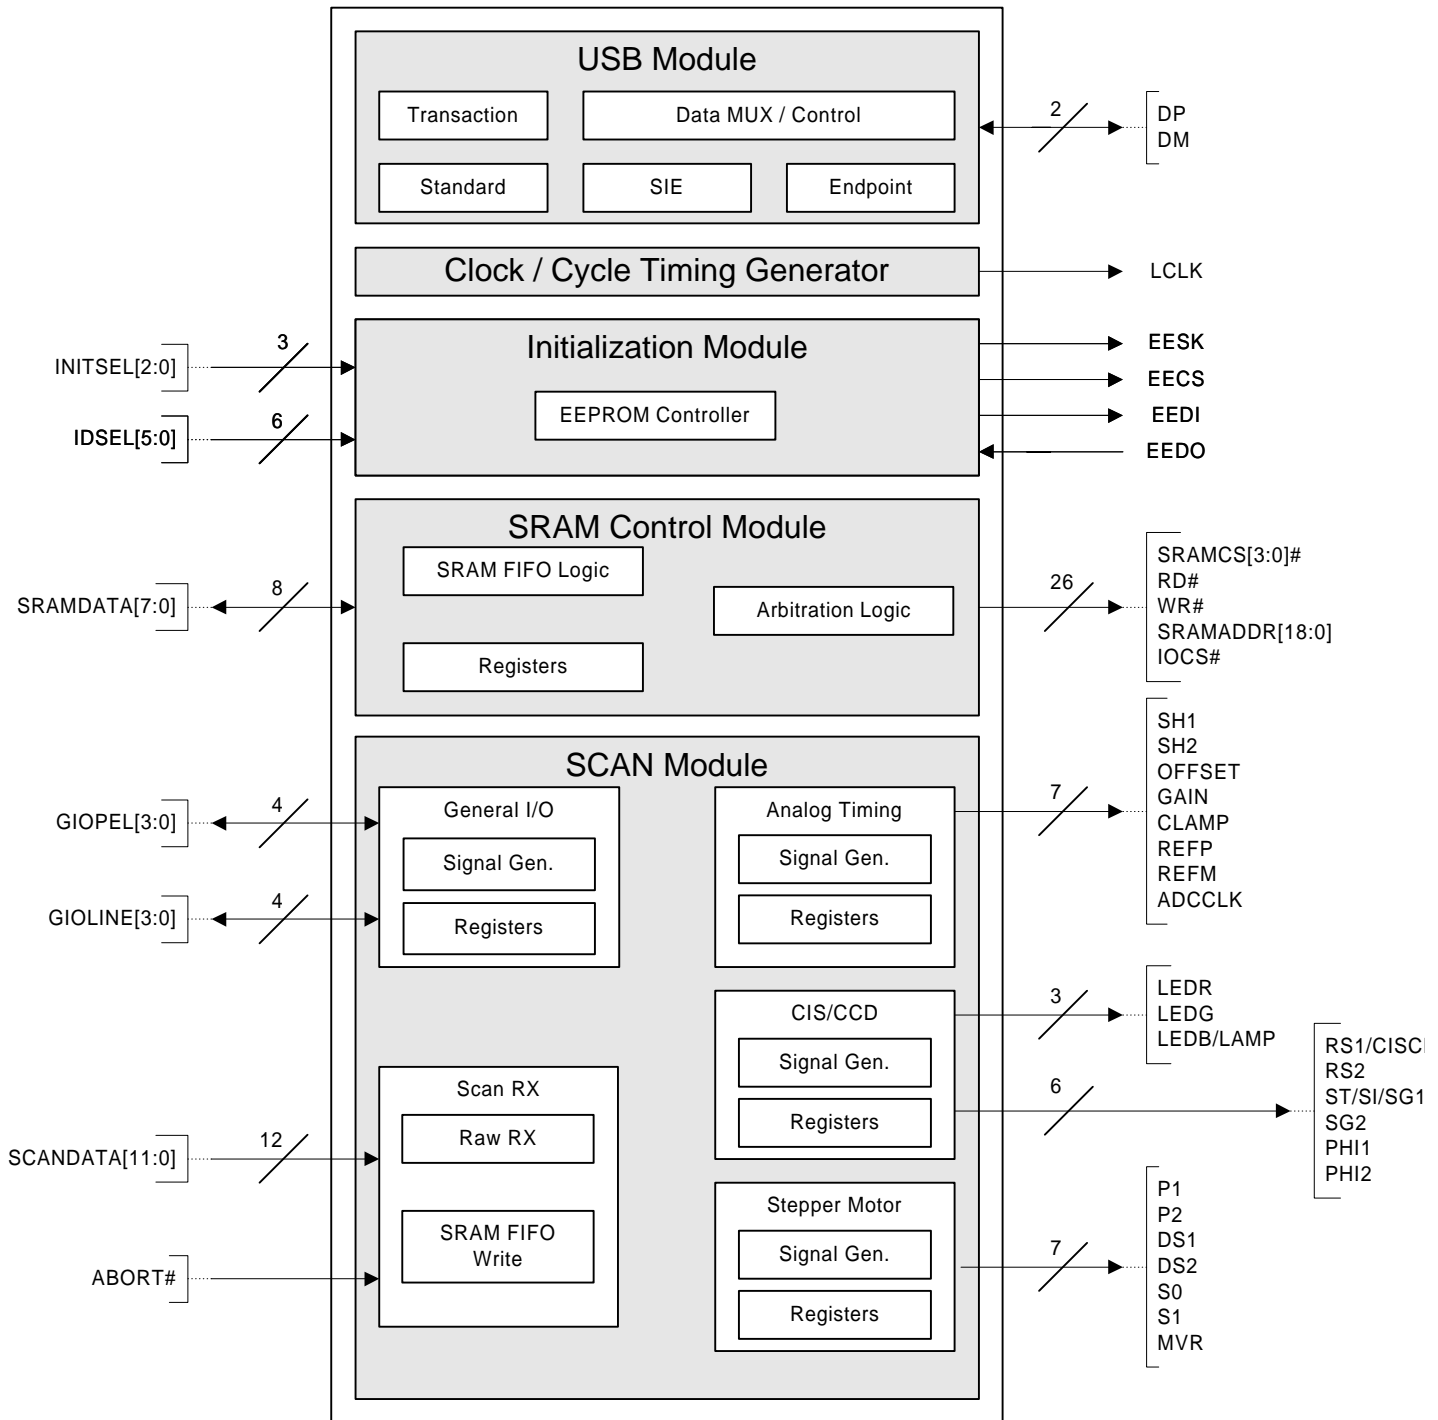 USB Module
Transaction
Data MUX / Control
Standard
SIE
Endpoint
2
DP
DM
Clock / Cycle Timing Generator
LCLK
Initialization Module
EEPROM Controller
INITSEL[2:0]
3
IDSEL[5:0]
6
EESK
EECS
EEDI
EEDO
SRAM Control Module
SRAM FIFO Logic
Arbitration Logic
Registers
SRAMDATA[7:0]
8
26
SRAMCS[3:0]#
RD#
WR#
SRAMADDR[18:0]
IOCS#
SCAN Module
General I/O
Signal Gen.
Registers
GIOPEL[3:0]
4
GIOLINE[3:0]
4
Analog Timing
Signal Gen.
Registers
7
SH1
SH2
OFFSET
GAIN
CLAMP
REFP
REFM
ADCCLK
CIS/CCD
Signal Gen.
Registers
3
LEDR
LEDG
LEDB/LAMP
6
RS2
ST/SI/SG1
SG2
PHI1
PHI2
Scan RX
Raw RX
SRAM FIFO
Write
SCANDATA[11:0]
12
ABORT#
Stepper Motor
Signal Gen.
Registers
7
P1
P2
DS1
DS2
S0
S1
MVR